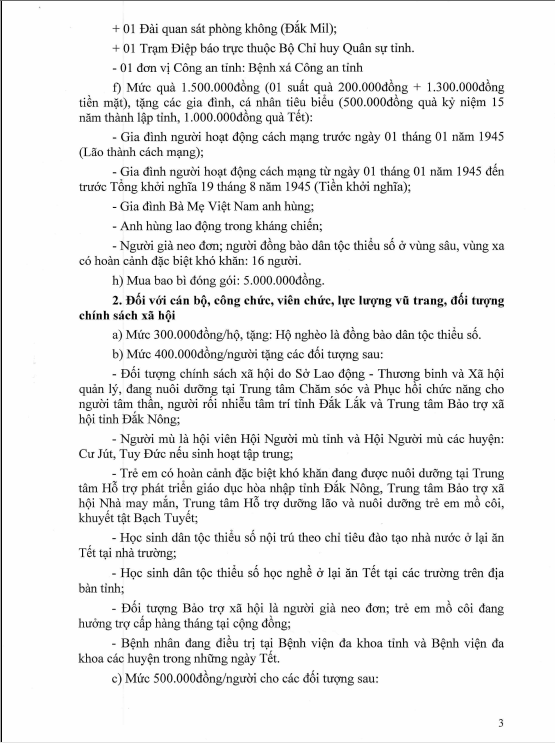 + 01 Đài quan sát phòng không (Đắk Mil);
+ 01 Trạm Điệp báo trực thuộc Bộ Chỉ huy Quân sự tỉnh.
- 01 đơn vị Công an tỉnh: Bệnh xá Công an tỉnh
f) Mức quà 1.500.000đồng (01 suất quà 200.000đồng + 1.300.000đồng
tiền mặt), tặng các gia đình, cá nhân tiêu biểu (500.000đồng quà kỷ niệm 15
năm thành lập tỉnh, 1.000.000đồng quà Tết):
- Gia đình người hoạt động cách mạng trước ngày 01 tháng 01 năm 1945
(Lão thành cách mạng);
- Gia đình người hoạt động cách mạng từ ngày 01 tháng 01 năm 1945 đến
trước Tổng khởi nghĩa 19 tháng 8 năm 1945 (Tiền khởi nghĩa);
- Gia đình Bà Mẹ Việt Nam anh hùng;
- Anh hùng lao động trong kháng chiến;
- Người già neo đơn; người đồng bào dân tộc thiểu số ở vùng sâu, vùng xa
có hoàn cảnh đặc biệt khó khăn: 16 người.
h) Mua bao bì đóng gói: 5.000.000đồng.
2. Đối với cán bộ, công chức, viên chức, lực lượng vũ trang, đối tượng
chính sách xã hội
a) Mức 300.000đồng/hộ, tặng: Hộ nghèo là đồng bào dân tộc thiểu số.
b) Mức 400.000đồng/người tặng các đối tượng sau:
- Đối tượng chính sách xã hội do Sở Lao động - Thương binh và Xã hội
quản lý, đang nuôi dưỡng tại Trung tâm Chăm sóc và Phục hồi chức năng cho
người tâm thần, người rối nhiễu tâm trí tỉnh Đắk Lắk và Trung tâm Bảo trợ xã
hội tỉnh Đắk Nông;
- Người mù là hội viên Hội Người mù tỉnh và Hội Người mù các huyện:
Cư Jút, Tuy Đức nếu sinh hoạt tập trung;
- Trẻ em có hoàn cảnh đặc biệt khó khăn đang được nuôi dưỡng tại Trung
tâm Hỗ trợ phát triển giáo dục hòa nhập tỉnh Đắk Nông, Trung tâm Bảo trợ xã
hội Nhà may mắn, Trung tâm Hỗ trợ dưỡng lão và nuôi dưỡng trẻ em mồ côi,
khuyết tật Bạch Tuyết;
- Học sinh dân tộc thiểu số nội trú theo chỉ tiêu đào tạo nhà nước ở lại ăn
Tết tại nhà trường;
- Học sinh dân tộc thiểu số học nghề ở lại ăn Tết tại các trường trên địa
bàn tỉnh;
- Đối tượng Bảo trợ xã hội là người già neo đơn; trẻ em mồ côi đang
hưởng trợ cấp hàng tháng tại cộng đồng;
- Bệnh nhân đang điều trị tại Bệnh viện đa khoa tỉnh và Bệnh viện đa
khoa các huyện trong những ngày Tết.
c) Mức 500.000đồng/người cho các đối tượng sau:
3